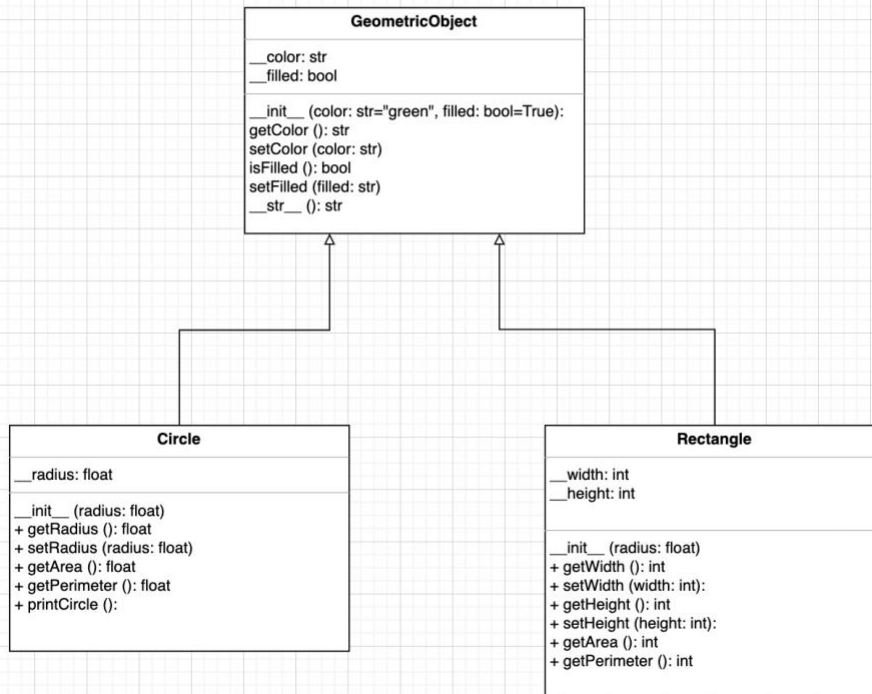 GeometricObject
__color: str
__filled: bool
__init__ (color: str="green", filled: bool=True):
getColor (): str
setColor (color: str)
isFilled (): bool
setFilled (filled: str)
__str__ (): str
Circle
__radius: float
__init__ (radius: float)
+ getRadius (): float
+ setRadius (radius: float)
+ getArea (): float
+ getPerimeter (): float
+ printCircle ():
Rectangle
__width: int
__height: int
__init__ (radius: float)
+ getWidth (): int
+ setWidth (width: int):
+ getHeight (): int
+ setHeight (height: int):
+ getArea (): int
+ getPerimeter (): int